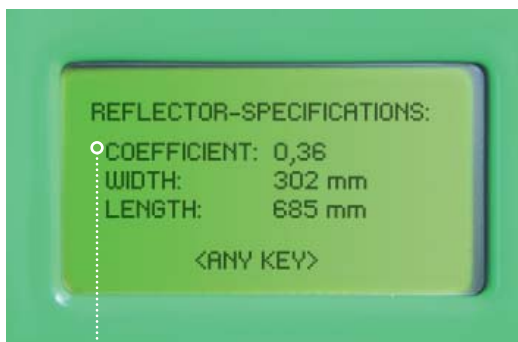 REFLECTOR-SPECIFICATIONS:
COEFFICIENT: 0,36
WIDTH: 302 mm
LENGTH: 685 mm
<ANY KEY>